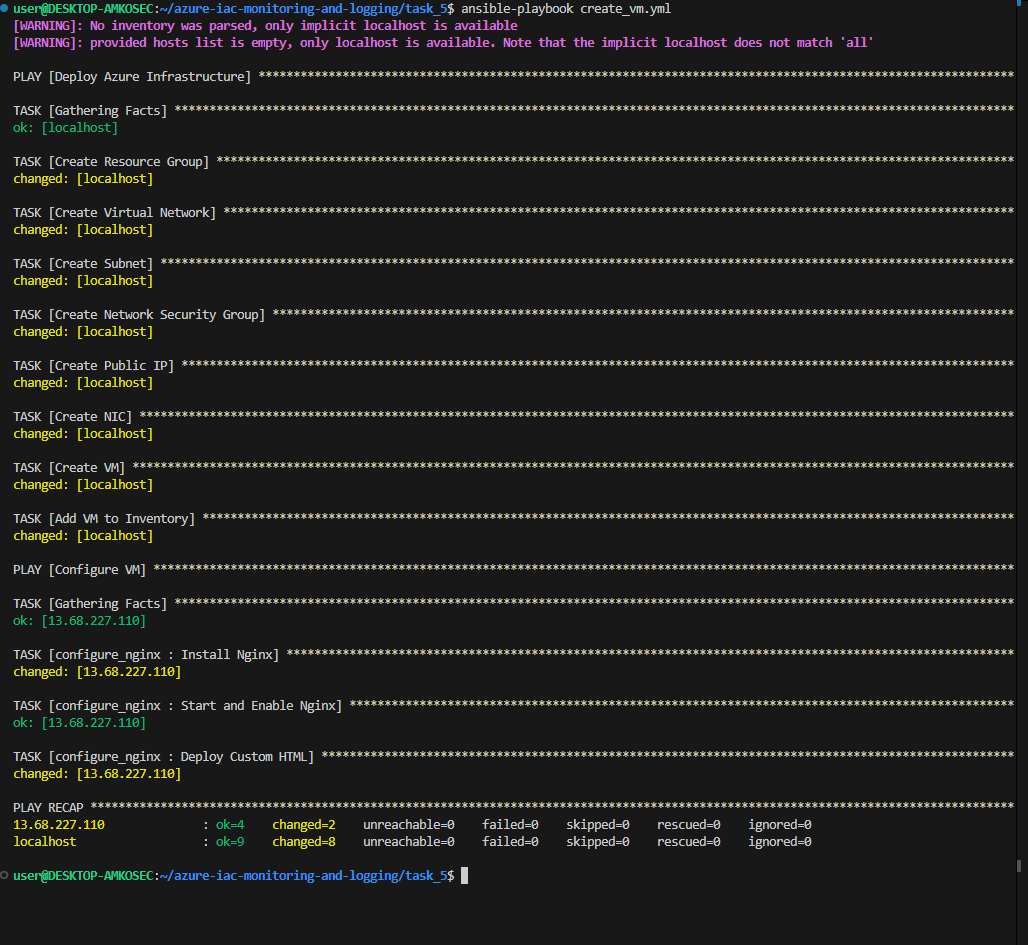 user@DESKTOP-AMKOSEC:~/azure-iac-monitoring-and-logging/task_5$ ansible-playbook create_vm.yml
[WARNING]: No inventory was parsed, only implicit localhost is available
[WARNING]: provided hosts list is empty, only localhost is available. Note that the implicit localhost does not match 'all'
PLAY [Deploy Azure Infrastructure] ************************************************************************************************************
TASK [Gathering Facts] ************************************************************************************************************************
ok: [localhost]
TASK [Create Resource Group] ******************************************************************************************************************
changed: [localhost]
TASK [Create Virtual Network] *****************************************************************************************************************
changed: [localhost]
TASK [Create Subnet] **************************************************************************************************************************
changed: [localhost]
TASK [Create Network Security Group] **********************************************************************************************************
changed: [localhost]
TASK [Create Public IP] ***********************************************************************************************************************
changed: [localhost]
TASK [Create NIC] *****************************************************************************************************************************
changed: [localhost]
TASK [Create VM] ******************************************************************************************************************************
changed: [localhost]
TASK [Add VM to Inventory] ********************************************************************************************************************
changed: [localhost]
PLAY [Configure VM] ***************************************************************************************************************************
TASK [Gathering Facts] ************************************************************************************************************************
ok: [13.68.227.110]
TASK [configure_nginx : Install Nginx] ********************************************************************************************************
changed: [13.68.227.110]
TASK [configure_nginx : Start and Enable Nginx] ***********************************************************************************************
ok: [13.68.227.110]
TASK [configure_nginx : Deploy Custom HTML] ***************************************************************************************************
changed: [13.68.227.110]
PLAY RECAP ************************************************************************************************************************************
13.68.227.110              : ok=4    changed=2    unreachable=0    failed=0    skipped=0    rescued=0    ignored=0
localhost                  : ok=9    changed=8    unreachable=0    failed=0    skipped=0    rescued=0    ignored=0
user@DESKTOP-AMKOSEC:~/azure-iac-monitoring-and-logging/task_5$